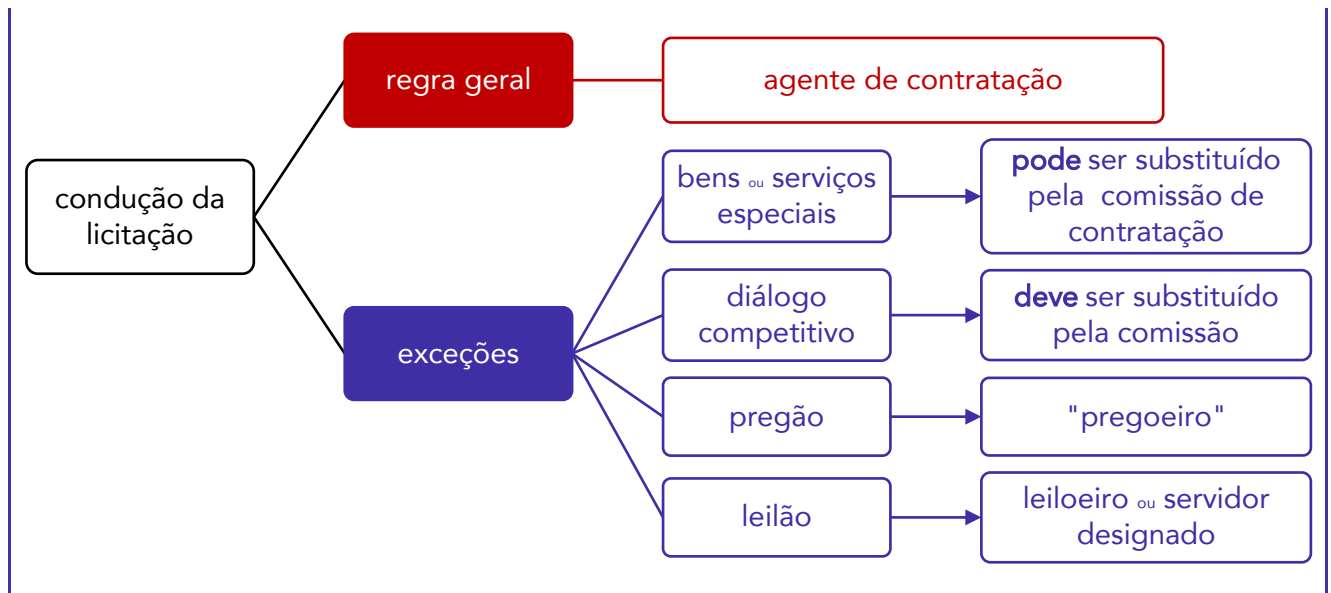 regra geral
agente de contratação
condução da
licitação
exceções
bens ou serviços
especiais
pode ser substituído
pela comissão de
contratação
diálogo
competitivo
deve ser substituído
pela comissão
pregão
"pregoeiro"
leilão
leiloeiro ou servidor
designado